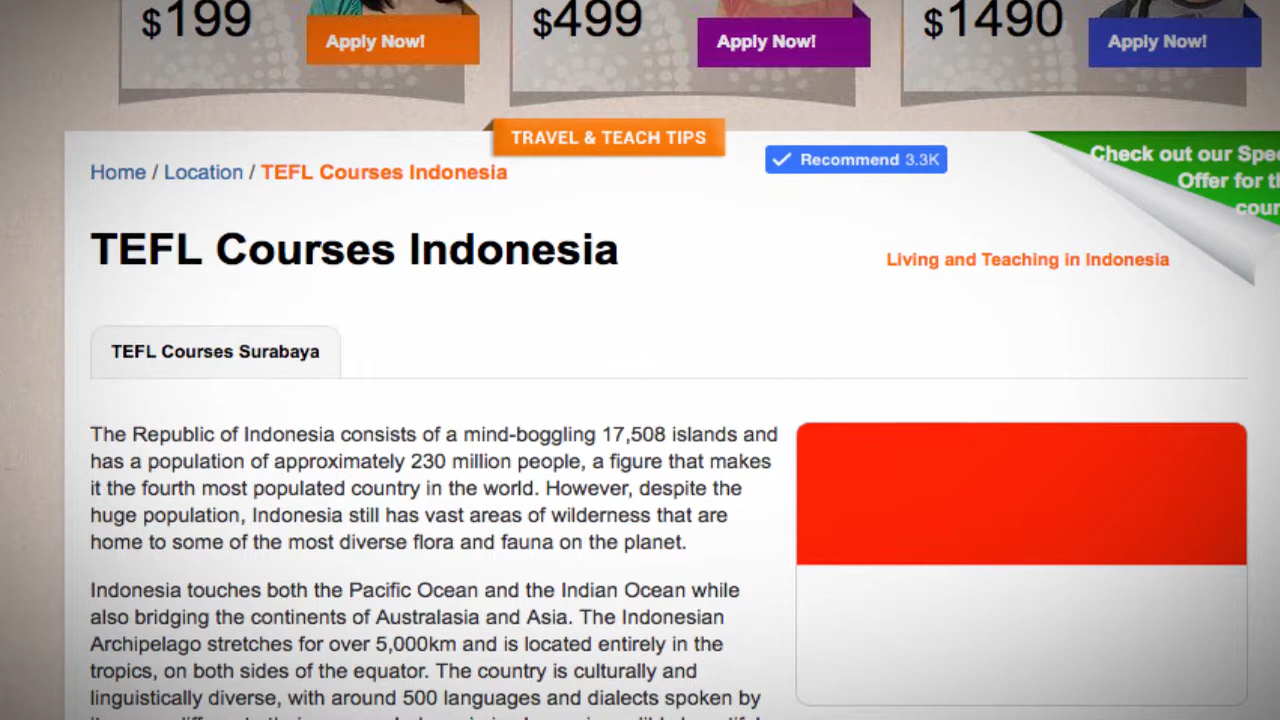 $199
Apply Now!
$499
Apply Now!
$1490
Apply Now!
TRAVEL & TEACH TIPS
Home / Location / TEFL Courses Indonesia
Recommend 3.3K
Check out our
Offer for
TEFL Courses Indonesia
Living and Teaching in Indonesia
TEFL Courses Surabaya
The Republic of Indonesia consists of a mind-boggling 17,508 islands and
has a population of approximately 230 million people, a figure that makes
it the fourth most populated country in the world. However, despite the
huge population, Indonesia still has vast areas of wilderness that are
home to some of the most diverse flora and fauna on the planet.
Indonesia touches both the Pacific Ocean and the Indian Ocean while
also bridging the continents of Australasia and Asia. The Indonesian
Archipelago stretches for over 5,000km and is located entirely in the
tropics, on both sides of the equator. The country is culturally and
linguistically diverse, with around 500 languages and dialects spoken by